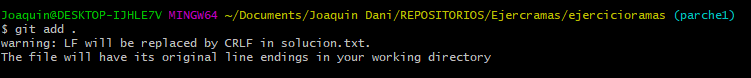 Joaquin@DESKTOP-IJHLE7V MINGW64 ~/Documents/Joaquin Dani/REPOSITORIOS/Ejercramas/ejercicioramas (parche1)
$ git add .
warning: LF will be replaced by CRLF in solucion.txt.
The file will have its original line endings in your working directory